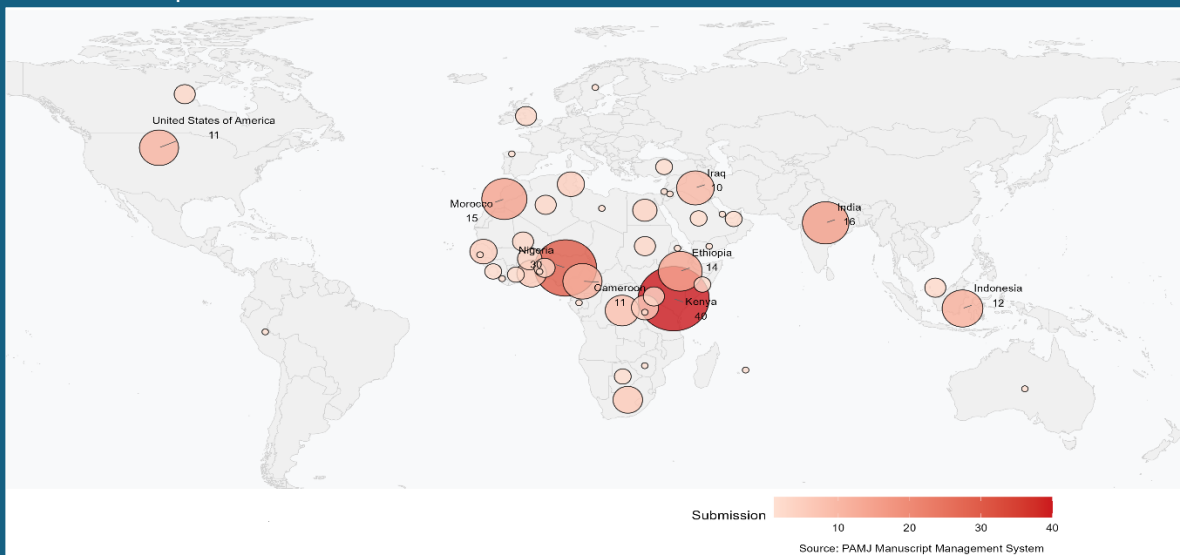 United States of America
11
Iraq
10
Morocco
15
India
16
Nigeria
30
Ethiopia
14
Cameroon
11
Indonesia
12
Kenya
40
Submission
10 20 30 40
Source: PAMJ Manuscript Management System